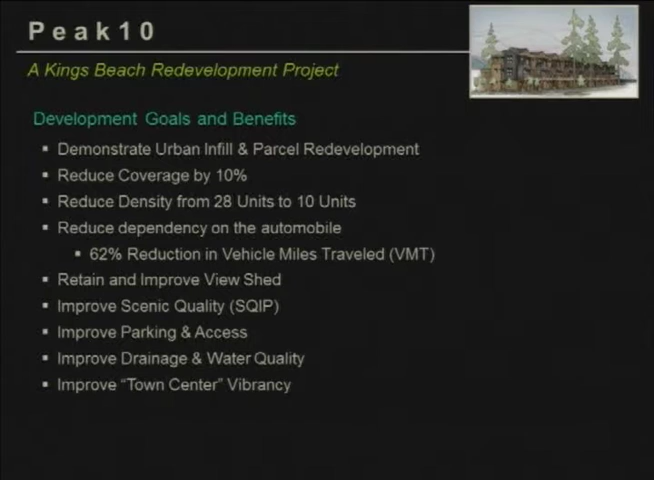 Peak10
A Kings Beach Redevelopment Project
Development Goals and Benefits
▪ Demonstrate Urban Infill & Parcel Redevelopment
▪ Reduce Coverage by 10%
▪ Reduce Density from 28 Units to 10 Units
▪ Reduce dependency on the automobile
▪ 62% Reduction in Vehicle Miles Traveled (VMT)
▪ Retain and Improve View Shed
▪ Improve Scenic Quality (SQIP)
▪ Improve Parking & Access
▪ Improve Drainage & Water Quality
▪ Improve “Town Center” Vibrancy